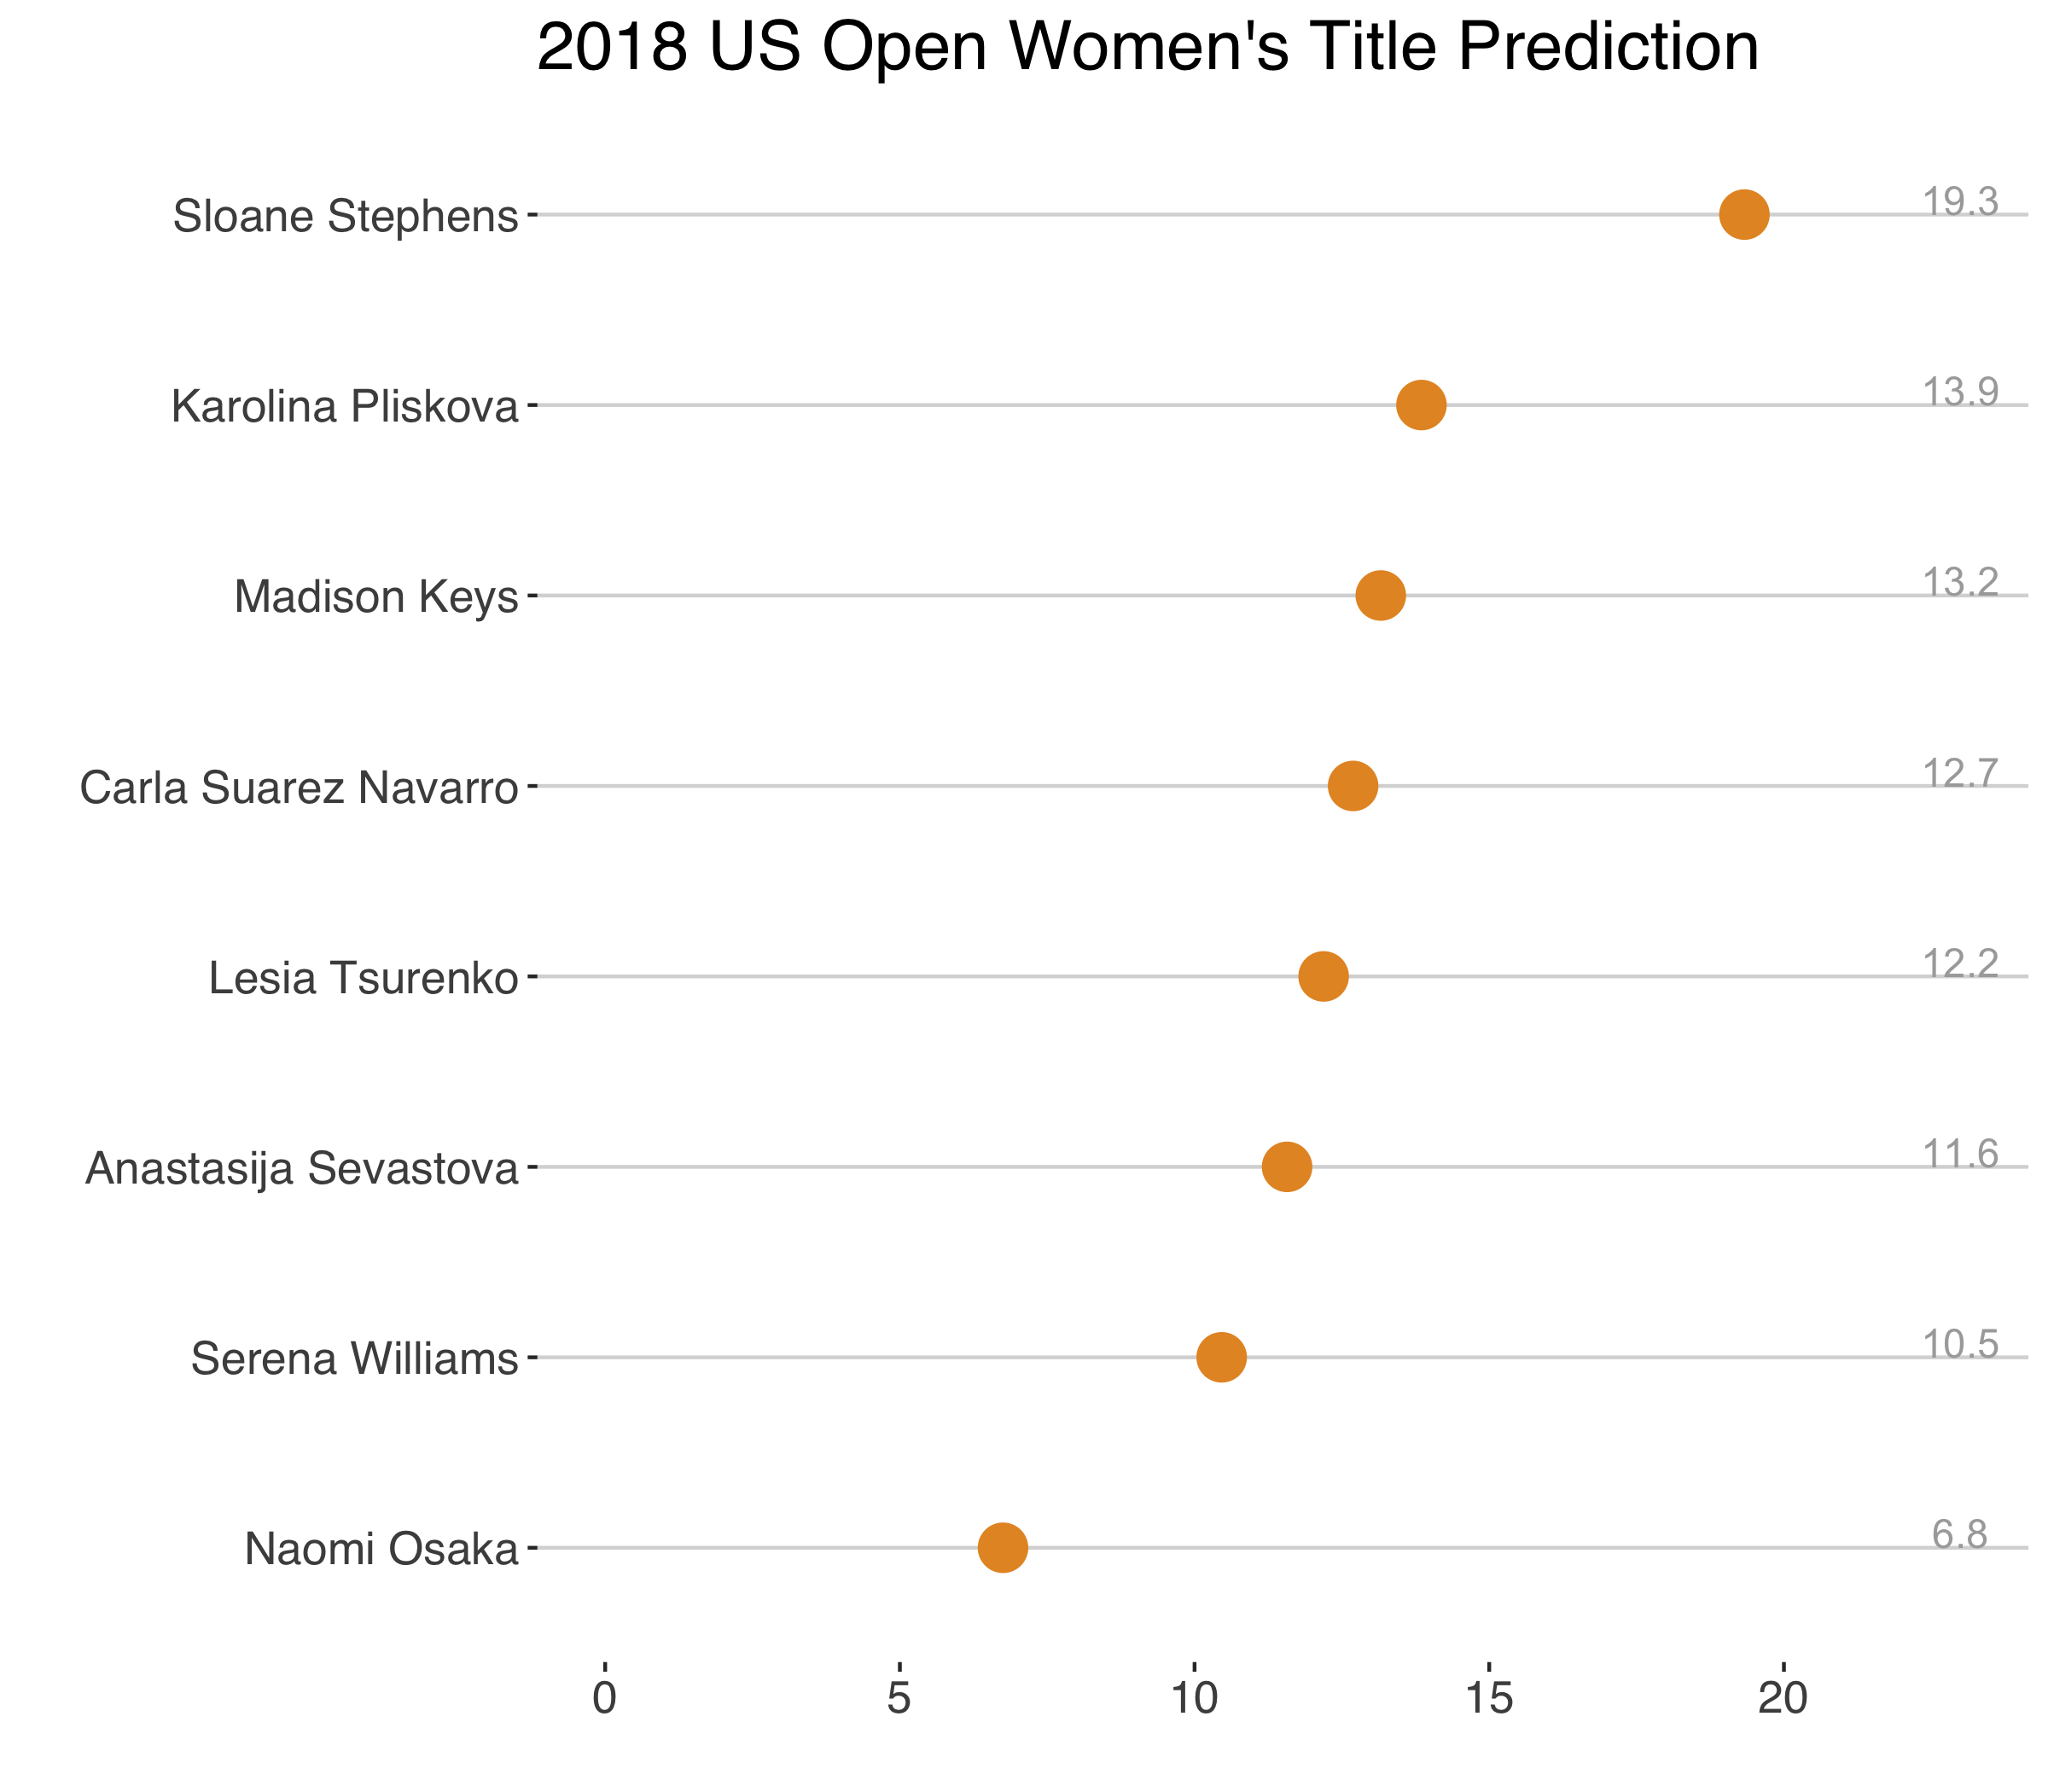 2018 US Open Women's Title Prediction
Sloane Stephens 19.3
Karolina Pliskova 13.9
Madison Keys 13.2
Carla Suarez Navarro 12.7
Lesia Tsurenko 12.2
Anastasija Sevastova 11.6
Serena Williams 10.5
Naomi Osaka 6.8
0 5 10 15 20